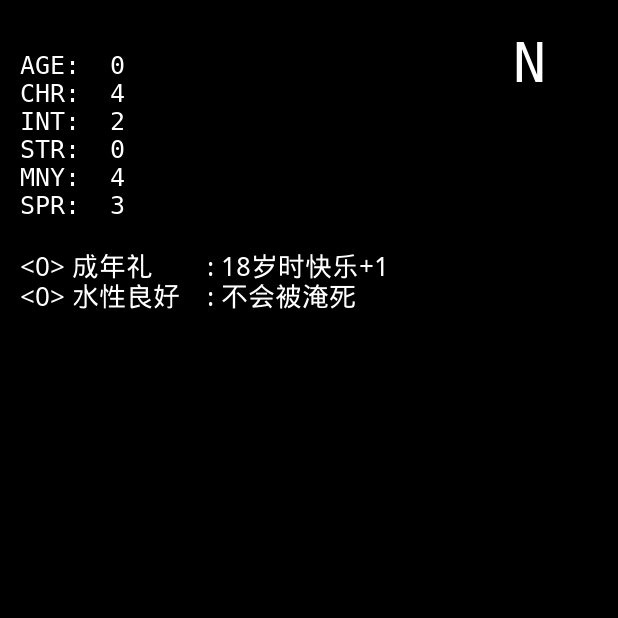 N
AGE: 0
CHR: 4
INT: 2
STR: 0
MNY: 4
SPR: 3
<0> 成年礼 : 18岁时快乐+1
<0> 水性良好 : 不会被淹死